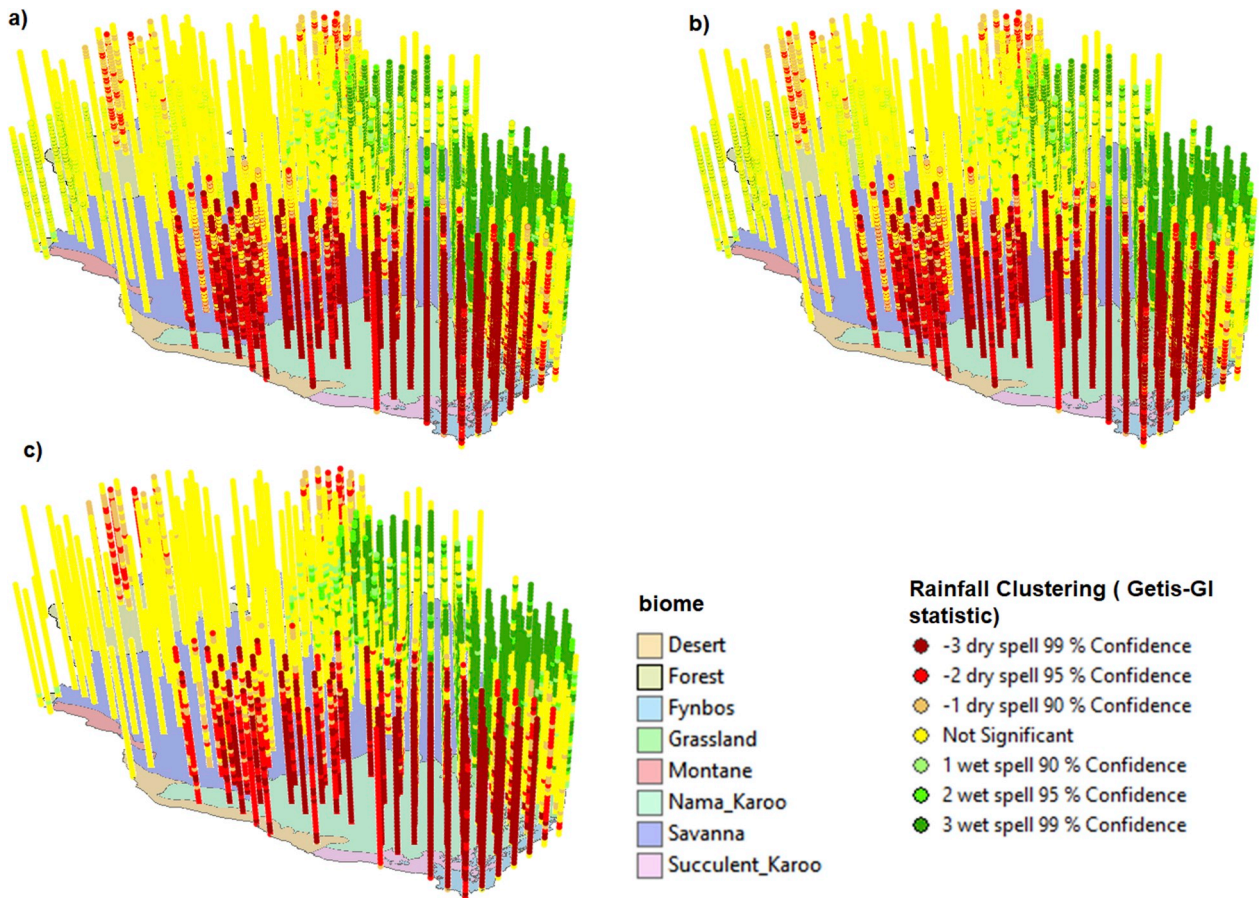 a)
b)
c)
biome
Desert
Forest
Fynbos
Grassland
Montane
Nama_Karoo
Savanna
Succulent_Karoo
Rainfall Clustering ( Getis-GI
statistic)
-3 dry spell 99 % Confidence
-2 dry spell 95 % Confidence
-1 dry spell 90 % Confidence
Not Significant
1 wet spell 90 % Confidence
2 wet spell 95 % Confidence
3 wet spell 99 % Confidence